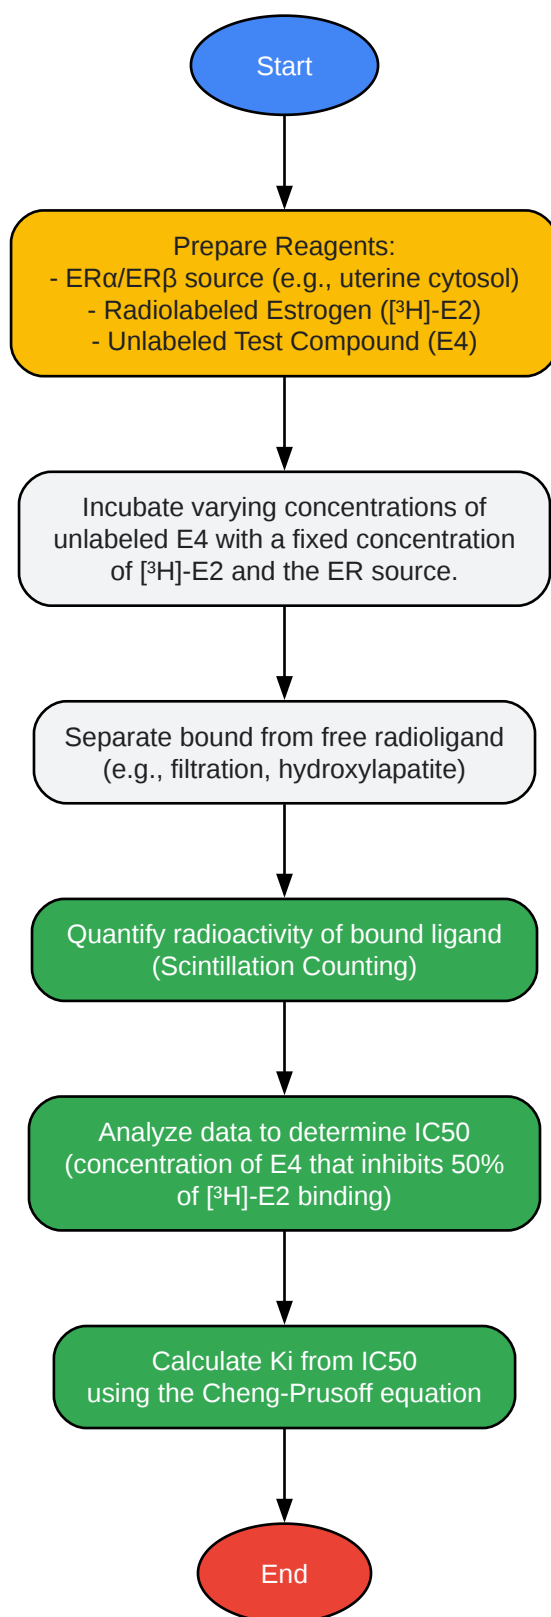 Start
Prepare Reagents:
- ERα/ERβ source (e.g., uterine cytosol)
- Radiolabeled Estrogen ([³H]-E2)
- Unlabeled Test Compound (E4)
Incubate varying concentrations of
unlabeled E4 with a fixed concentration
of [³H]-E2 and the ER source.
Separate bound from free radioligand
(e.g., filtration, hydroxylapatite)
Quantify radioactivity of bound ligand
(Scintillation Counting)
Analyze data to determine IC50
(concentration of E4 that inhibits 50%
of [³H]-E2 binding)
Calculate Ki from IC50
using the Cheng-Prusoff equation
End